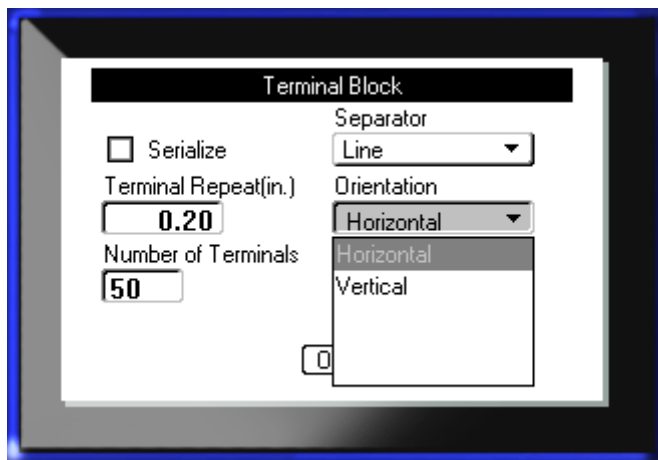 Terminal Block
Separator
Serialize
Line
Terminal Repeat(in.)
Orientation
0.20
Horizontal
Number of Terminals
Horizontal
50
Vertical